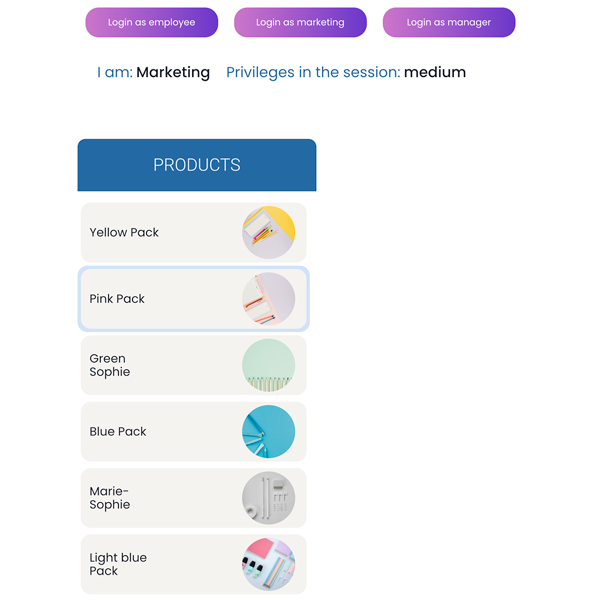 Login as employee
Login as marketing
Login as manager
I am: Marketing Privileges in the session: medium
PRODUCTS
Yellow Pack
Pink Pack
Green
Sophie
Blue Pack
Marie-
Sophie
Light blue
Pack